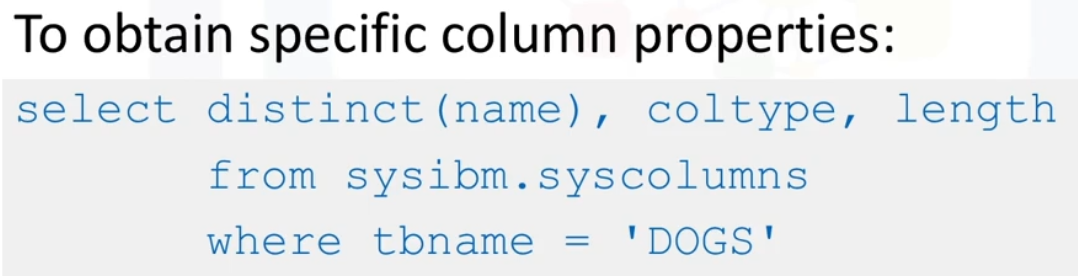 To obtain specific column properties:
select distinct(name), coltype, length
from sysibm.syscolumns
where tbname = 'DOGS'